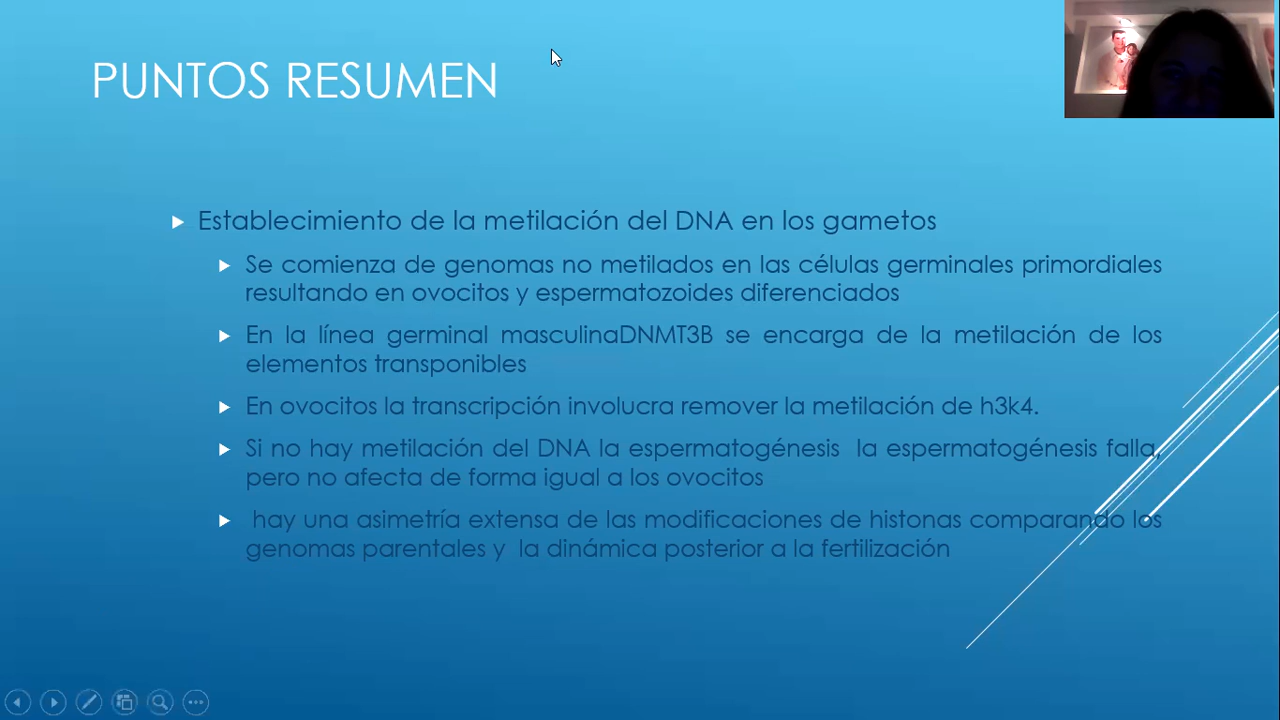 PUNTOS RESUMEN
Establecimiento de la metilación del DNA en los gametos
Se comienza de genomas no metilados en las células germinales primordiales
resultando en ovocitos y espermatozoides diferenciados
En la línea germinal masculinaDNMT3B se encarga de la metilación de los
elementos transponibles
En ovocitos la transcripción involucra remover la metilación de h3k4.
Si no hay metilación del DNA la espermatogénesis  la espermatogénesis falla,
pero no afecta de forma igual a los ovocitos
hay una asimetría extensa de las modificaciones de histonas comparando los
genomas parentales y  la dinámica posterior a la fertilización